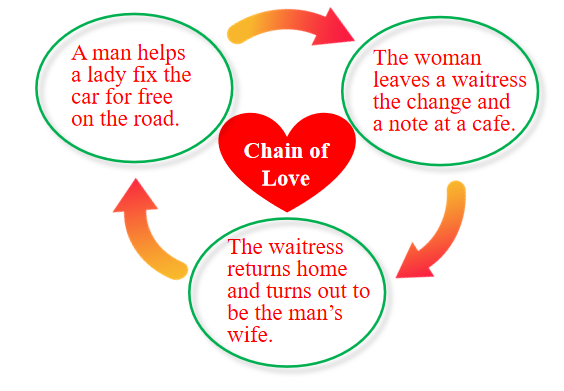 A man helps
a lady fix the
car for free
on the road.
The woman
leaves a waitress
the change and
a note at a cafe.
Chain of
Love
The waitress
returns home
and turns out to
be the man’s
wife.